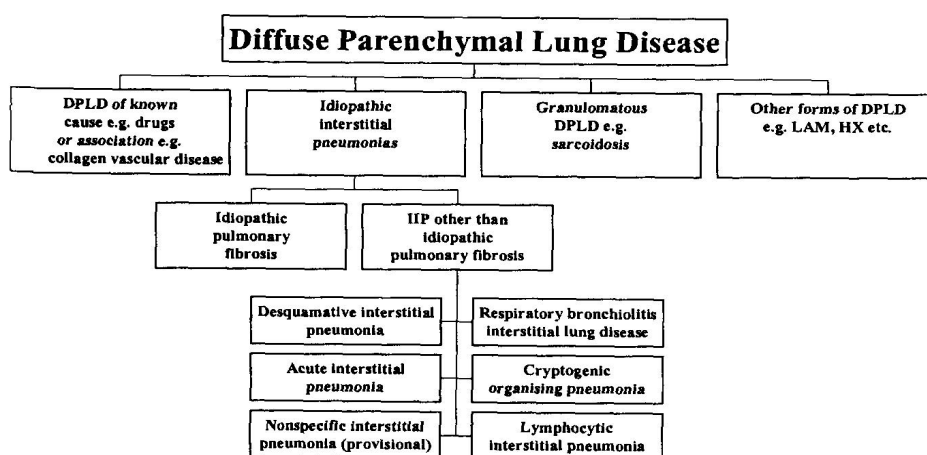 Diffuse Parenchymal Lung Disease
DPLD of known
cause e.g. drugs
or association e.g.
collagen vascular disease
Idiopathic
interstitial
pneumonias
Granulomatous
DPLD e.g.
sarcoidosis
Other forms of DPLD
e.g. LAM, HX etc.
Idiopathic
pulmonary
fibrosis
IIP other than
idiopathic
pulmonary fibrosis
Desquamative interstitial
pneumonia
Respiratory bronchiolitis
interstitial lung disease
Acute interstitial
pneumonia
Cryptogenic
organising pneumonia
Nonspecific interstitial
pneumonia (provisional)
Lymphocytic
interstitial pneumonia